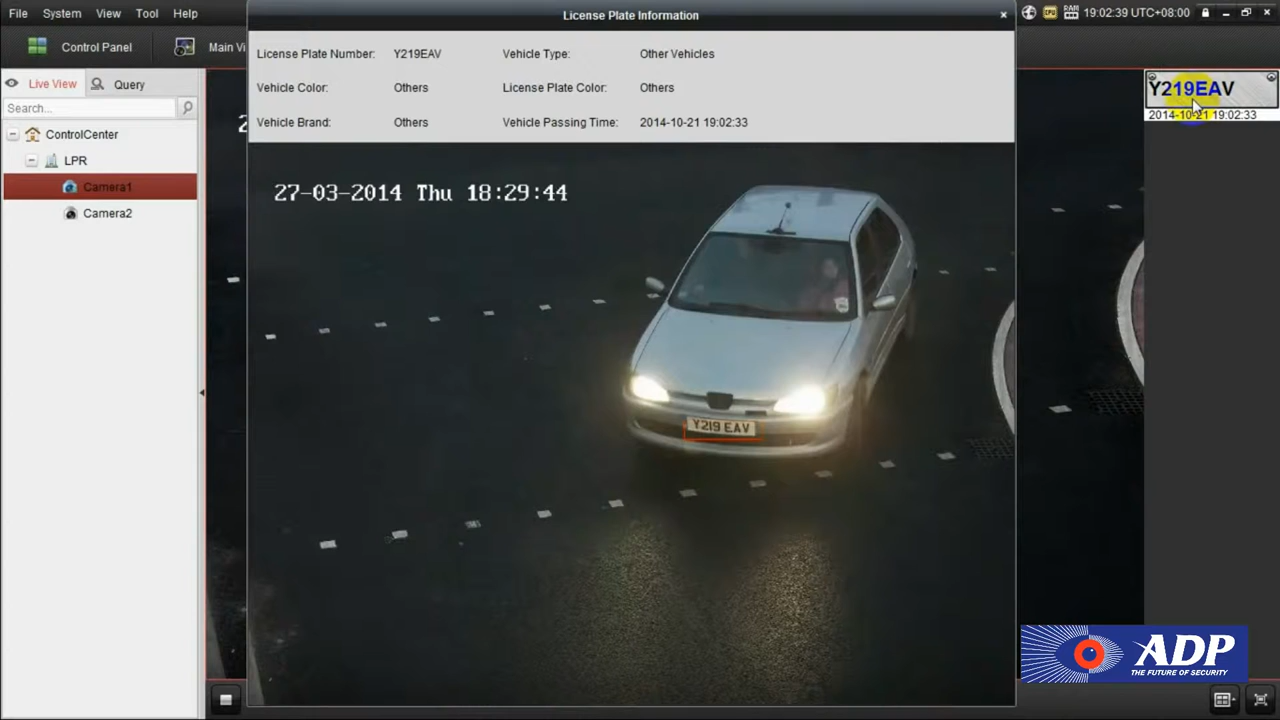 File System View Tool Help
License Plate Information
19:02:39 UTC+08:00
Control Panel
Main Vi
Live View
Query
Search...
ControlCenter
LPR
Camera1
Camera2
License Plate Number: Y219EAV Vehicle Type: Other Vehicles
Vehicle Color: Others License Plate Color: Others
Vehicle Brand: Others Vehicle Passing Time: 2014-10-21 19:02:33
27-03-2014 Thu 18:29:44
Y219 EAV
Y219EAV
2014-10-21 19:02:33
ADP
THE FUTURE OF SECURITY